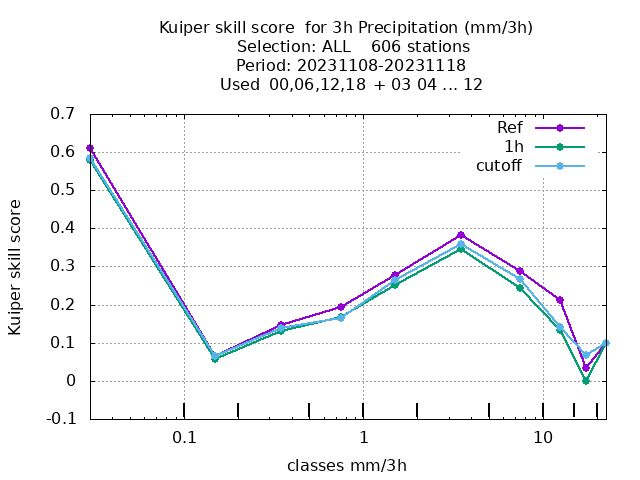 Kuiper skill score  for 3h Precipitation (mm/3h)
Selection: ALL    606 stations
Period: 20231108-20231118
Used  00,06,12,18  + 03 04 ... 12
Ref
1h
cutoff
Kuiper skill score
0.7
0.6
0.5
0.4
0.3
0.2
0.1
0
-0.1
0.1
1
10
classes mm/3h